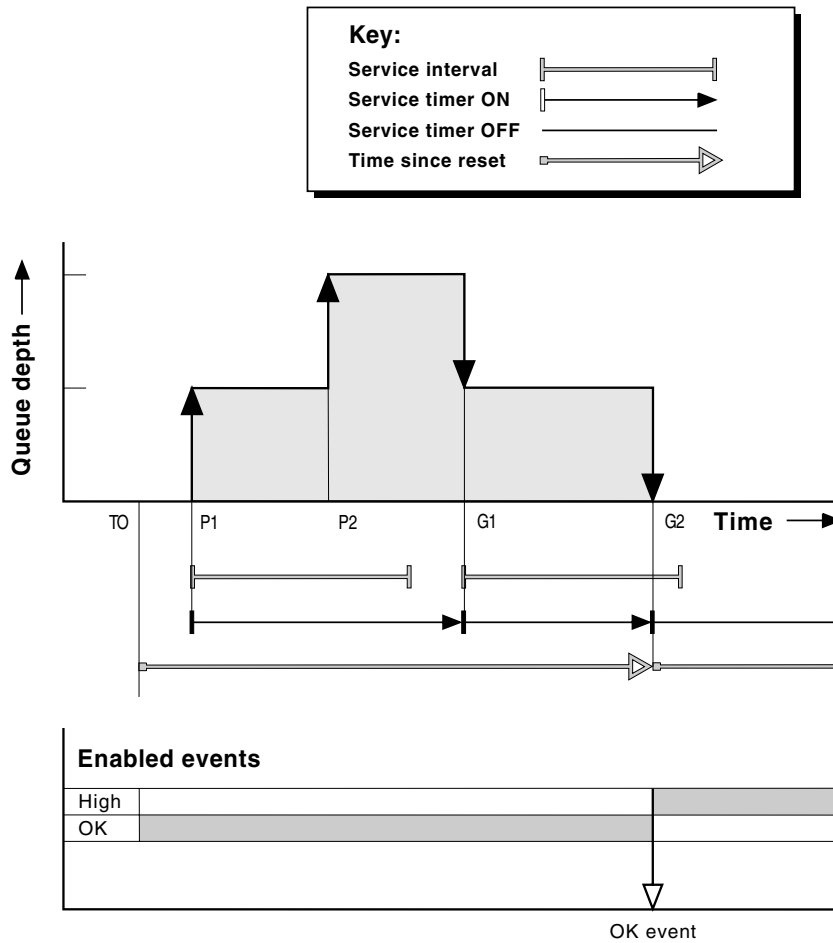 Key:
Service interval
Service timer ON
Service timer OFF
Time since reset
Queue depth
TO P1 P2 G1 G2 Time
Enabled events
High
OK
OK event